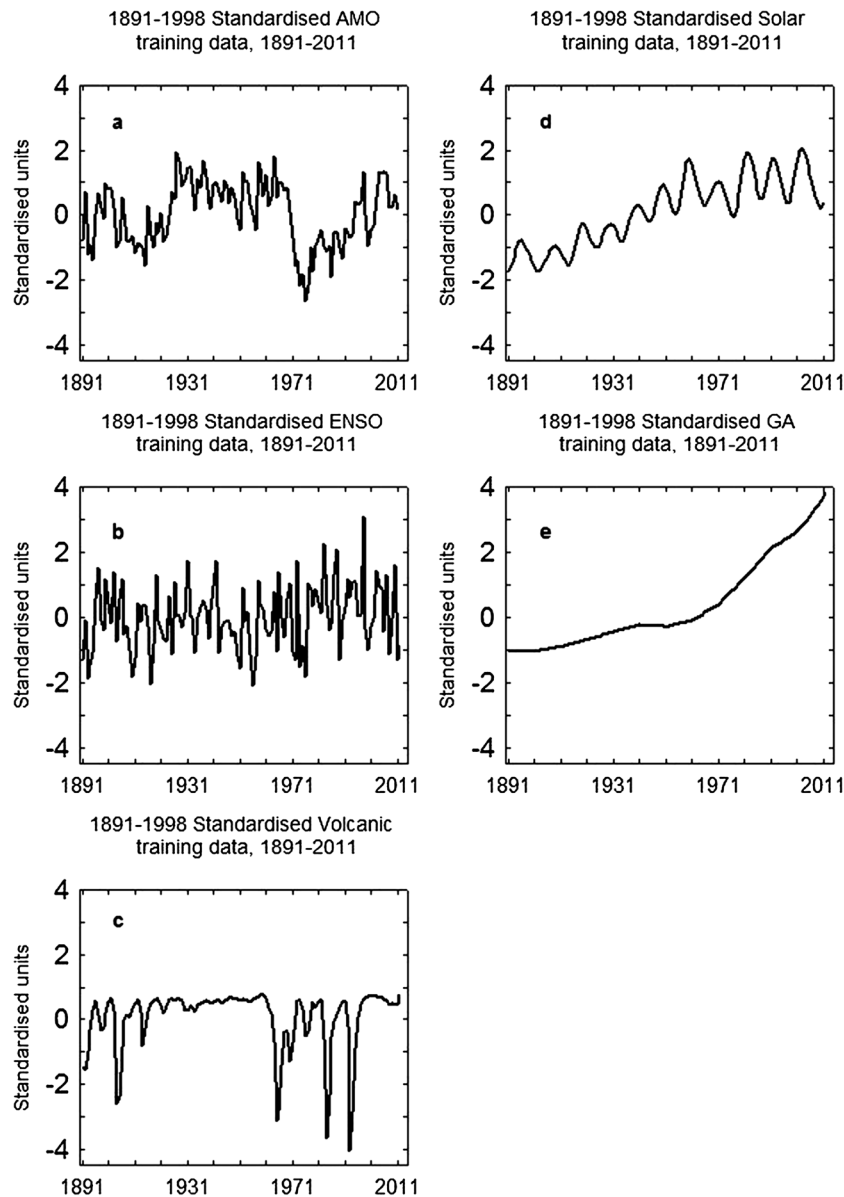 1891-1998 Standardised AMO
training data, 1891-2011
a
Standardised units
4
2
0
-2
-4
1891 1931 1971 2011
1891-1998 Standardised Solar
training data, 1891-2011
d
Standardised units
4
2
0
-2
-4
1891 1931 1971 2011
1891-1998 Standardised ENSO
training data, 1891-2011
b
Standardised units
4
2
0
-2
-4
1891 1931 1971 2011
1891-1998 Standardised GA
training data, 1891-2011
e
Standardised units
4
2
0
-2
-4
1891 1931 1971 2011
1891-1998 Standardised Volcanic
training data, 1891-2011
c
Standardised units
4
2
0
-2
-4
1891 1931 1971 2011